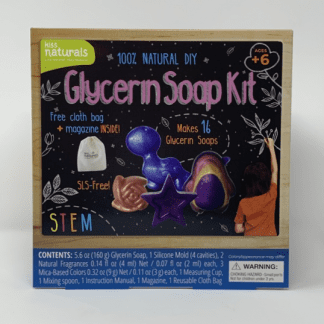 Kiss
naturals
100% NATURAL DIY
AGES
+6
Glycerin Soap Kit
Free cloth bag
+ magazine INSIDE!
Makes 16
Glycerin Soaps
SLS-Free!
STEM
CONTENTS: 5.6 oz (160 g) Glycerin Soap, 1 Silicone Mold (4 cavities), 2
Natural Fragrances 0.14 fl oz (4 ml) Net / 0.07 fl oz (2 ml) each, 3
Mica-Based Colors 0.32 oz (9 g) Net / 0.11 oz (3 g) each, 1 Measuring Cup,
1 Mixing spoon, 1 Instruction Manual, 1 Magazine, 1 Reusable Cloth Bag
WARNING: